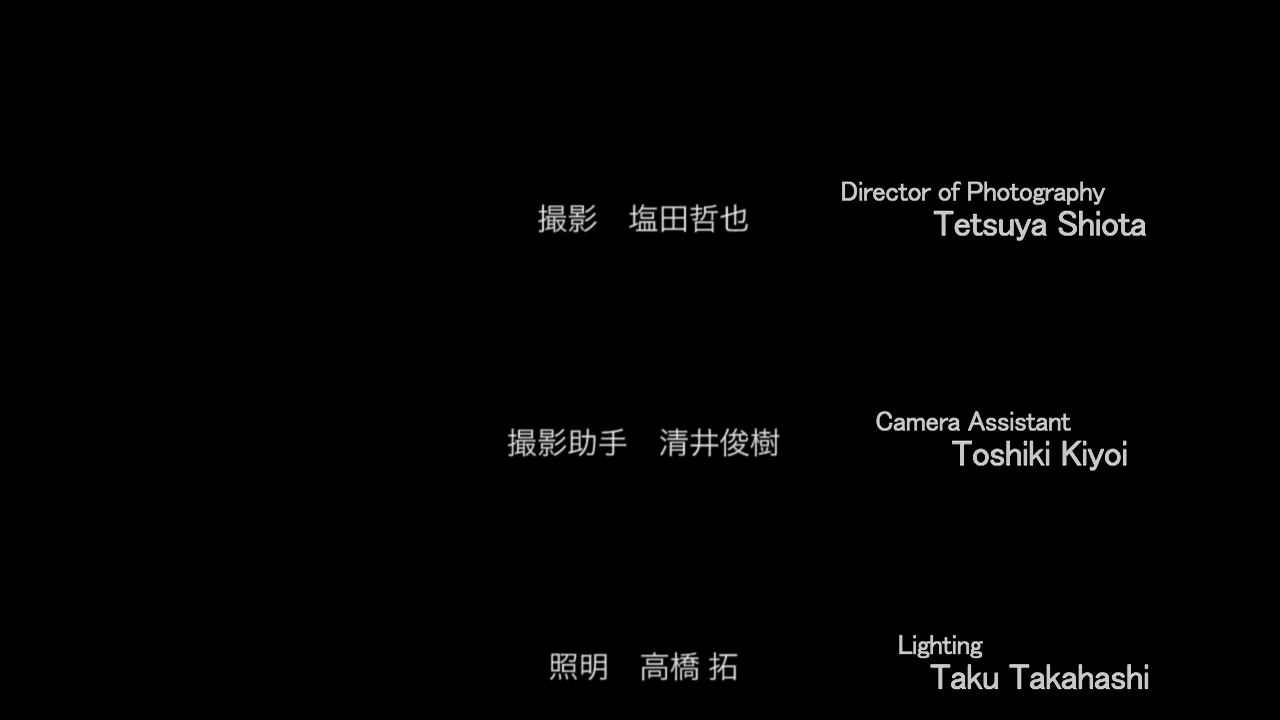 撮影　塩田哲也
Director of Photography
Tetsuya Shiota
撮影助手　清井俊樹
Camera Assistant
Toshiki Kiyoi
照明　高橋 拓
Lighting
Taku Takahashi